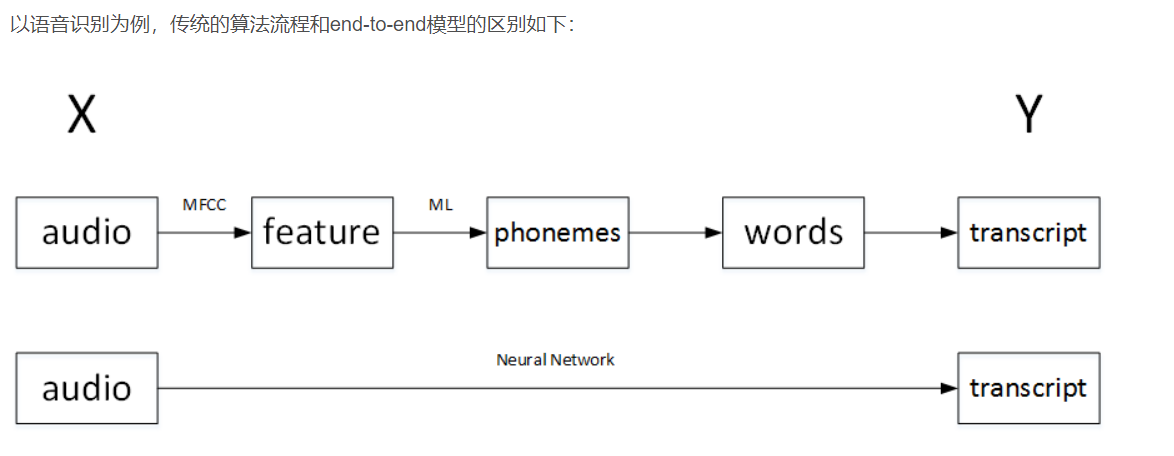 以语音识别为例，传统的算法流程和end-to-end模型的区别如下：
X
Y
MFCC
ML
audio
feature
phonemes
words
transcript
Neural Network
audio
transcript